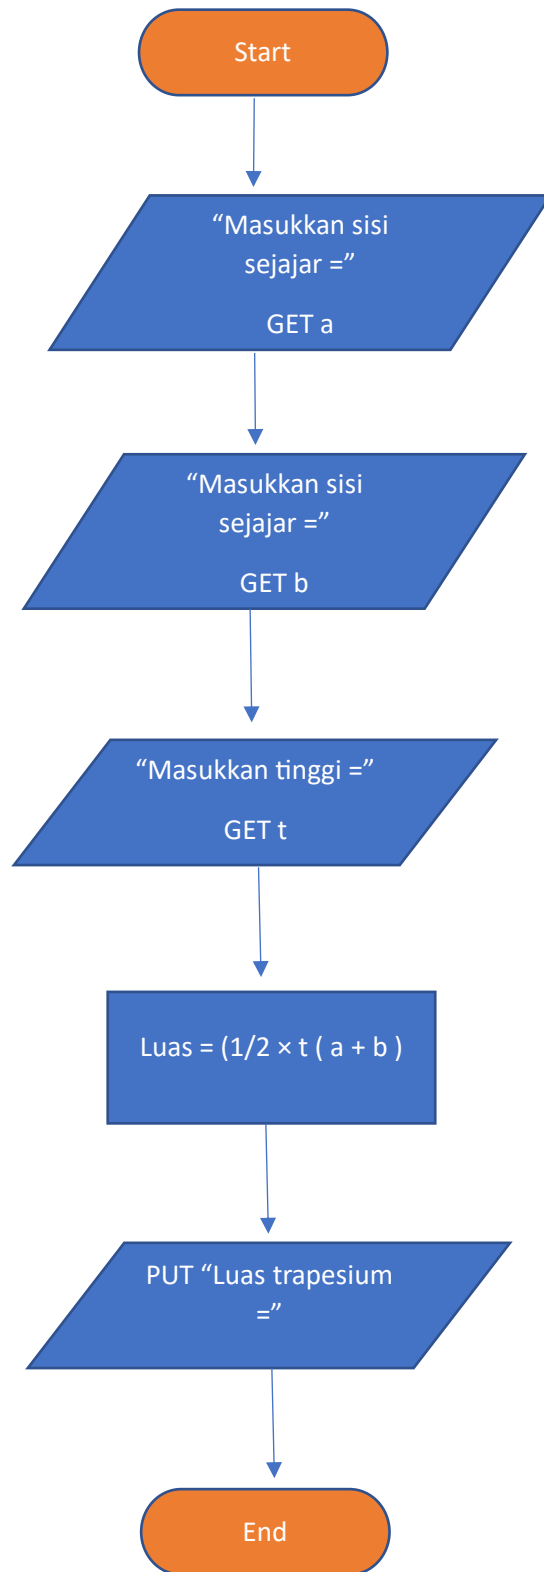 Start
“Masukkan sisi
sejajar =”
GET a
“Masukkan sisi
sejajar =”
GET b
“Masukkan tinggi =”
GET t
Luas = (1/2 × t ( a + b )
PUT “Luas trapesium
=”
End